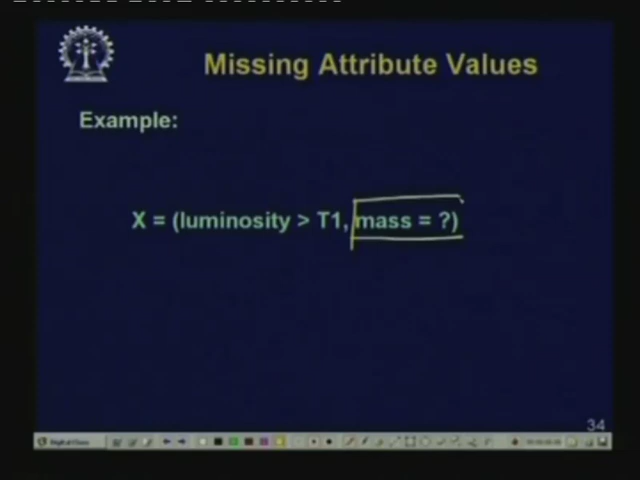 Missing Attribute Values
Example:
X = (luminosity > T1, mass = ?)
34